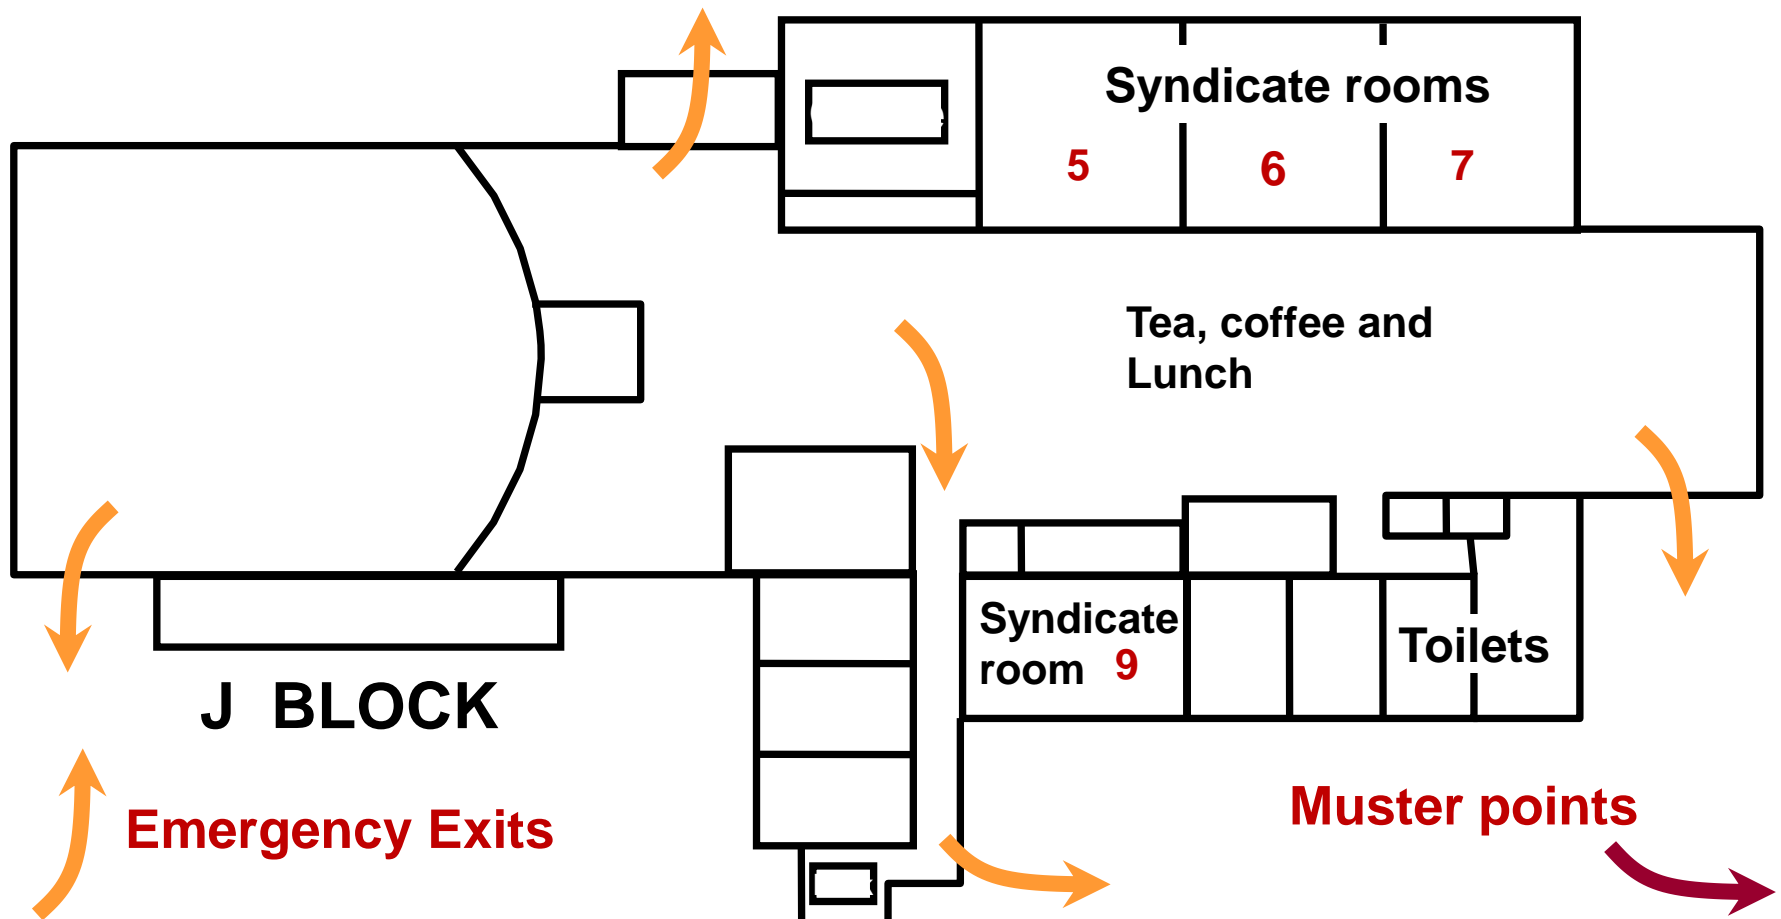 Syndicate rooms
5 6 7
Tea, coffee and
Lunch
Syndicate
room 9
Toilets
J BLOCK
Emergency Exits
Muster points